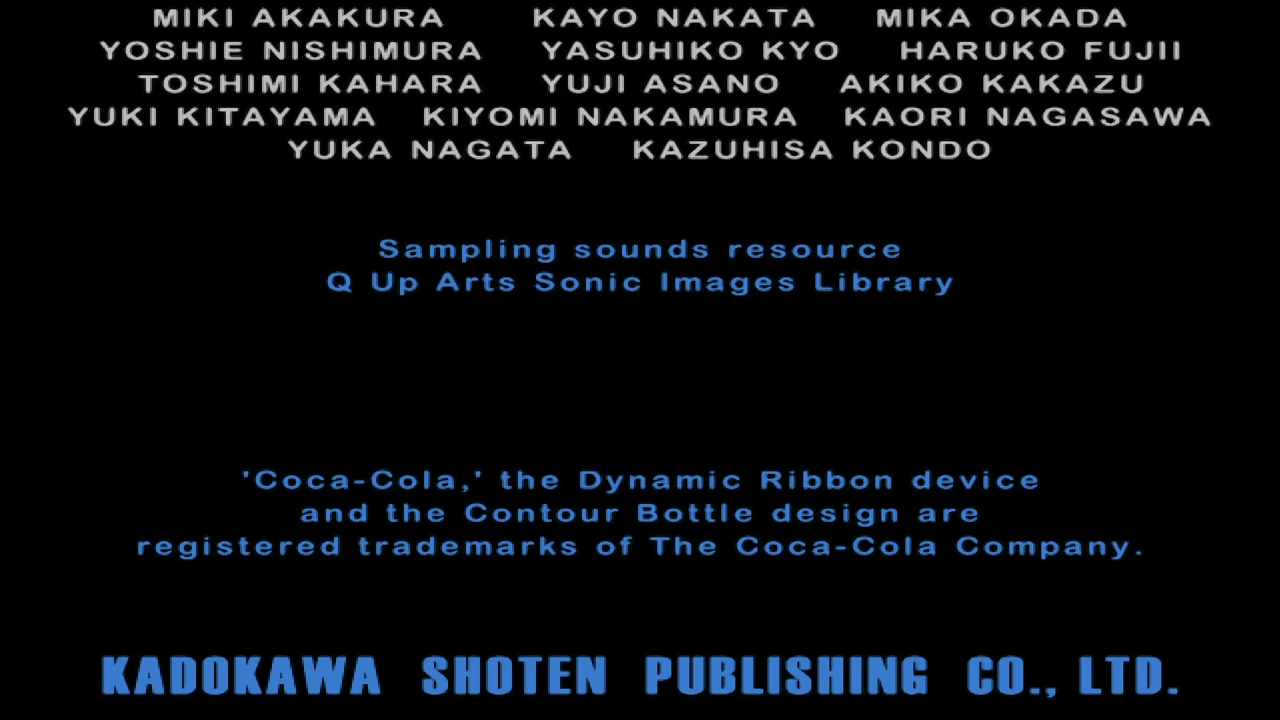 MIKI AKAKURA KAYO NAKATA MIKA OKADA
YOSHIE NISHIMURA YASUHIKO KYO HARUKO FUJII
TOSHIMI KAHARA YUJI ASANO AKIKO KAKAZU
YUKI KITAYAMA KIYOMI NAKAMURA KAORI NAGASAWA
YUKA NAGATA KAZUHISA KONDO
Sampling sounds resource
Q Up Arts Sonic Images Library
'Coca-Cola,' the Dynamic Ribbon device
and the Contour Bottle design are
registered trademarks of The Coca-Cola Company.
KADOKAWA SHOTEN PUBLISHING CO., LTD.